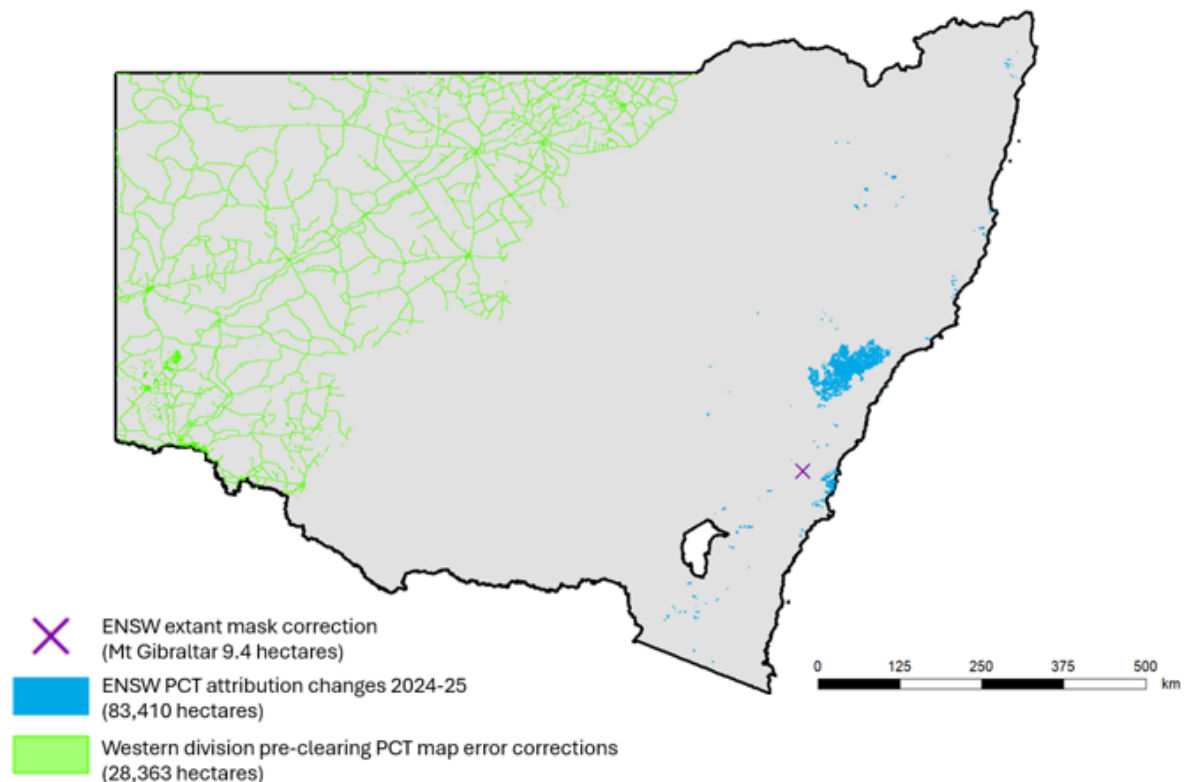 ENSW extant mask correction
(Mt Gibraltar 9.4 hectares)
ENSW PCT attribution changes 2024-25
(83,410 hectares)
Western division pre-clearing PCT map error corrections
(28,363 hectares)
0 125 250 375 500
km